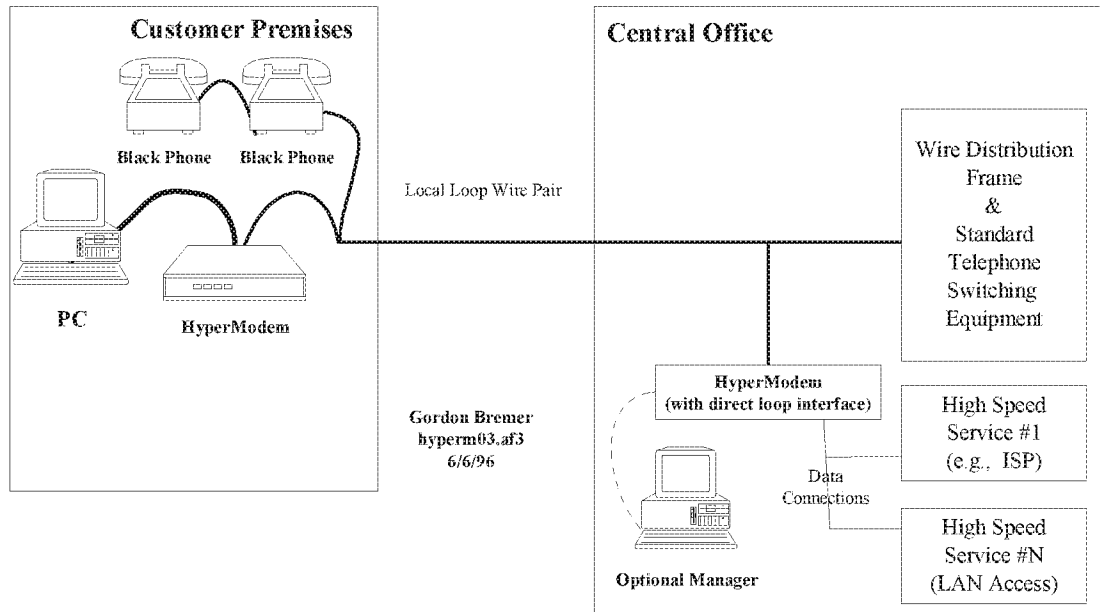 Customer Premises
Black Phone
Black Phone
PC
HyperModem
Local Loop Wire Pair
Gordon Bremer
hyperm03.af3
6/6/96
Central Office
Wire Distribution
Frame
&
Standard
Telephone
Switching
Equipment
HyperModem
(with direct loop interface)
Data
Connections
Optional Manager
High Speed
Service #1
(e.g., ISP)
High Speed
Service #N
(LAN Access)